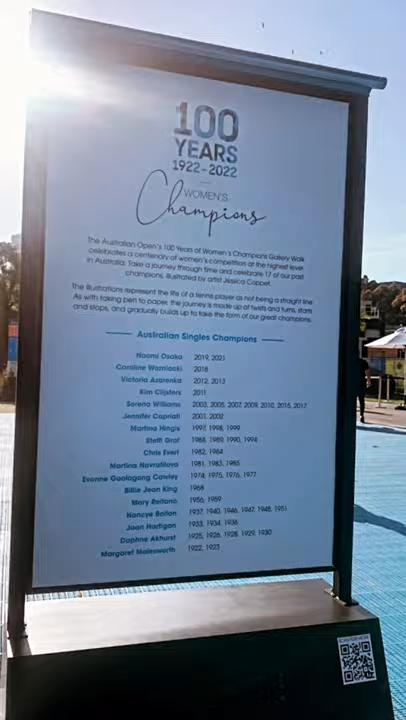 100
YEARS
1922-2022
WOMEN'S
Champions
The Australian Open's 100 Years of Women's Champions Gallery Walk
celebrates a centenary of women's competition at the highest level
in Australia. Take a journey through time and celebrate 17 of our past
champions, illustrated by artist Jessica Coppet.
The illustrations represent the life of a tennis player as not being a straight line.
As with taking pen to paper, the journey is made up of twists and turns, starts
and stops, and gradually builds up to take the form of our great champions.
Australian Singles Champions
Naomi Osaka 2019, 2021
Caroline Wozniacki 2018
Victoria Azarenka 2012, 2013
Kim Clijsters 2011
Serena Williams 2003, 2005, 2007, 2009, 2010, 2015, 2017
Jennifer Capriati 2001, 2002
Martina Hingis 1997, 1998, 1999
Steffi Graf 1988, 1989, 1990, 1994
Chris Evert 1982, 1984
Martina Navratilova 1981, 1983, 1985
Evonne Goolagong Cawley 1974, 1975, 1976, 1977
Billie Jean King 1968
Mary Reitano 1956, 1959
Nancye Bolton 1937, 1940, 1946, 1947, 1948, 1951
Joan Hartigan 1933, 1934, 1936
Daphne Akhurst 1925, 1926, 1928, 1929, 1930
Margaret Molesworth 1922, 1923